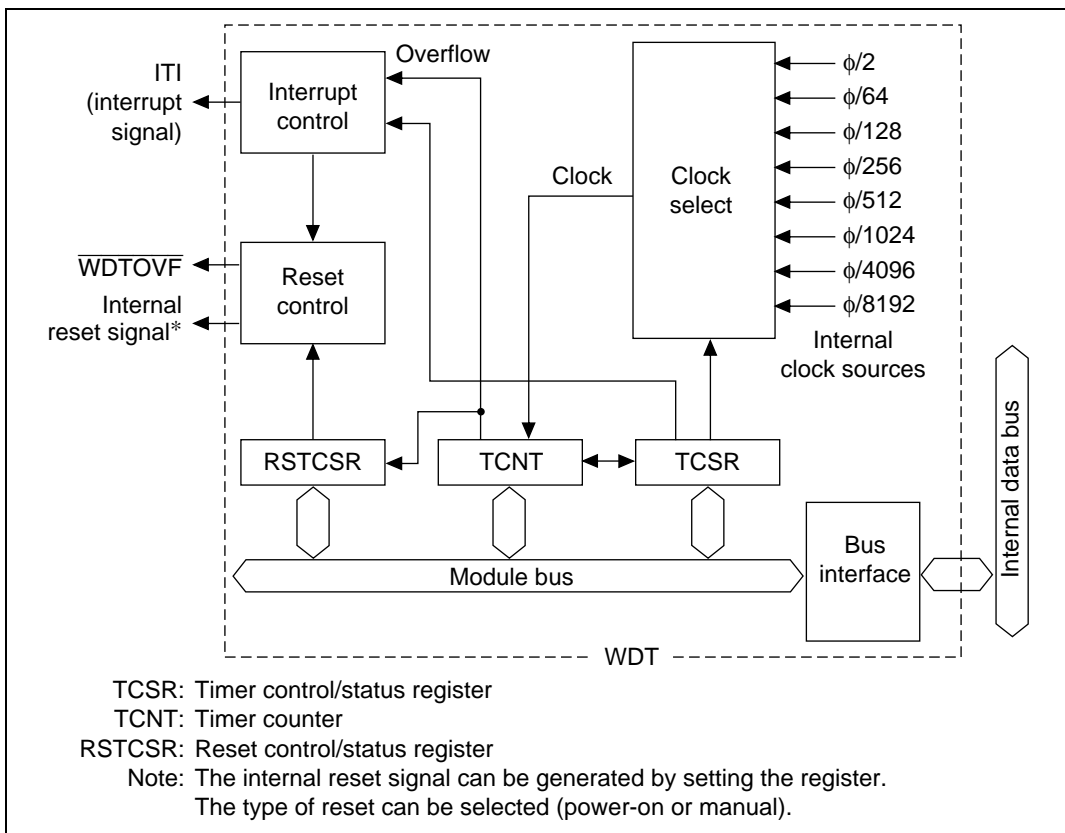 Overflow
ITI
(interrupt
signal)
Interrupt
control
ϕ/2
ϕ/64
ϕ/128
ϕ/256
ϕ/512
ϕ/1024
ϕ/4096
ϕ/8192
Clock
Clock
select
WDTOVF
Internal
reset signal*
Reset
control
Internal
clock sources
RSTCSR
TCNT
TCSR
Bus
interface
Module bus
Internal data bus
WDT
TCSR: Timer control/status register
TCNT: Timer counter
RSTCSR: Reset control/status register
Note: The internal reset signal can be generated by setting the register.
The type of reset can be selected (power-on or manual).